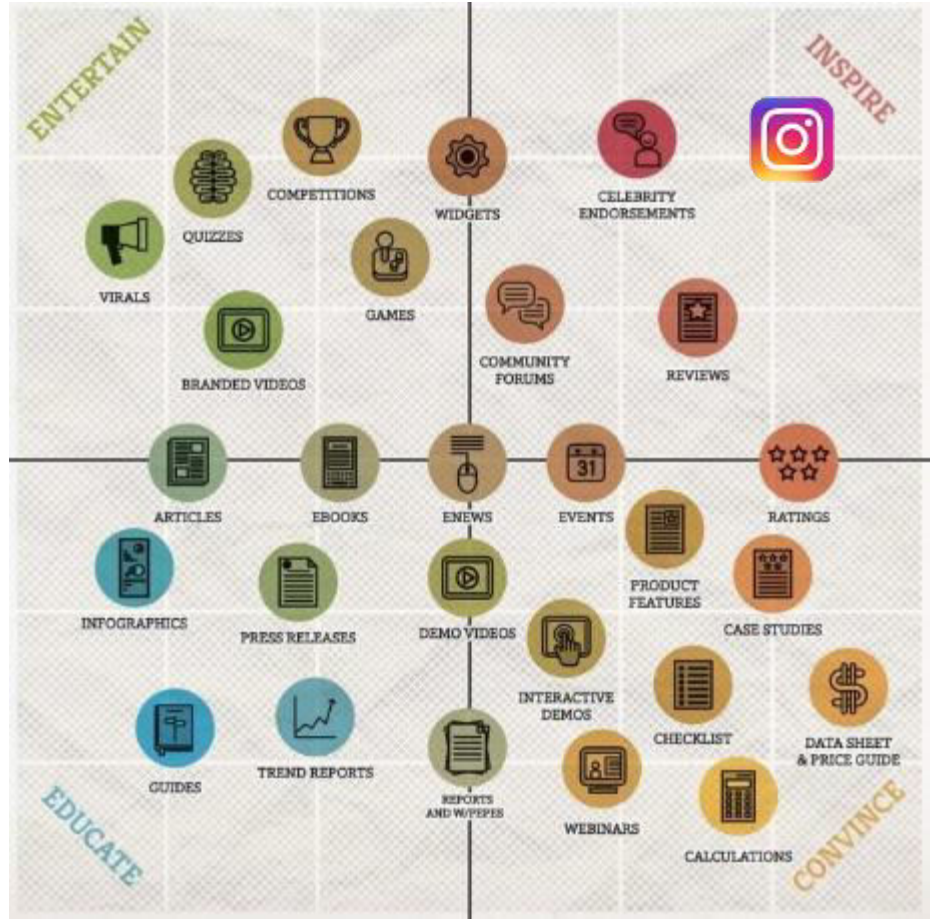 ENTERTAIN
INSPIRE
COMPETITIONS
WIDGETS
CELEBRITY
ENDORSEMENTS
QUIZZES
VIRALS
GAMES
BRANDED VIDEOS
COMMUNITY
FORUMS
REVIEWS
ARTICLES
EBOOKS
ENEWS
31
EVENTS
RATINGS
INFOGRAPHICS
PRESS RELEASES
DEMO VIDEOS
PRODUCT
FEATURES
CASE STUDIES
INTERACTIVE
DEMOS
CHECKLIST
DATA SHEET
& PRICE GUIDE
GUIDES
TREND REPORTS
REPORTS
AND W/PEPES
WEBINARS
CALCULATIONS
EDUCATE
CONVINCE